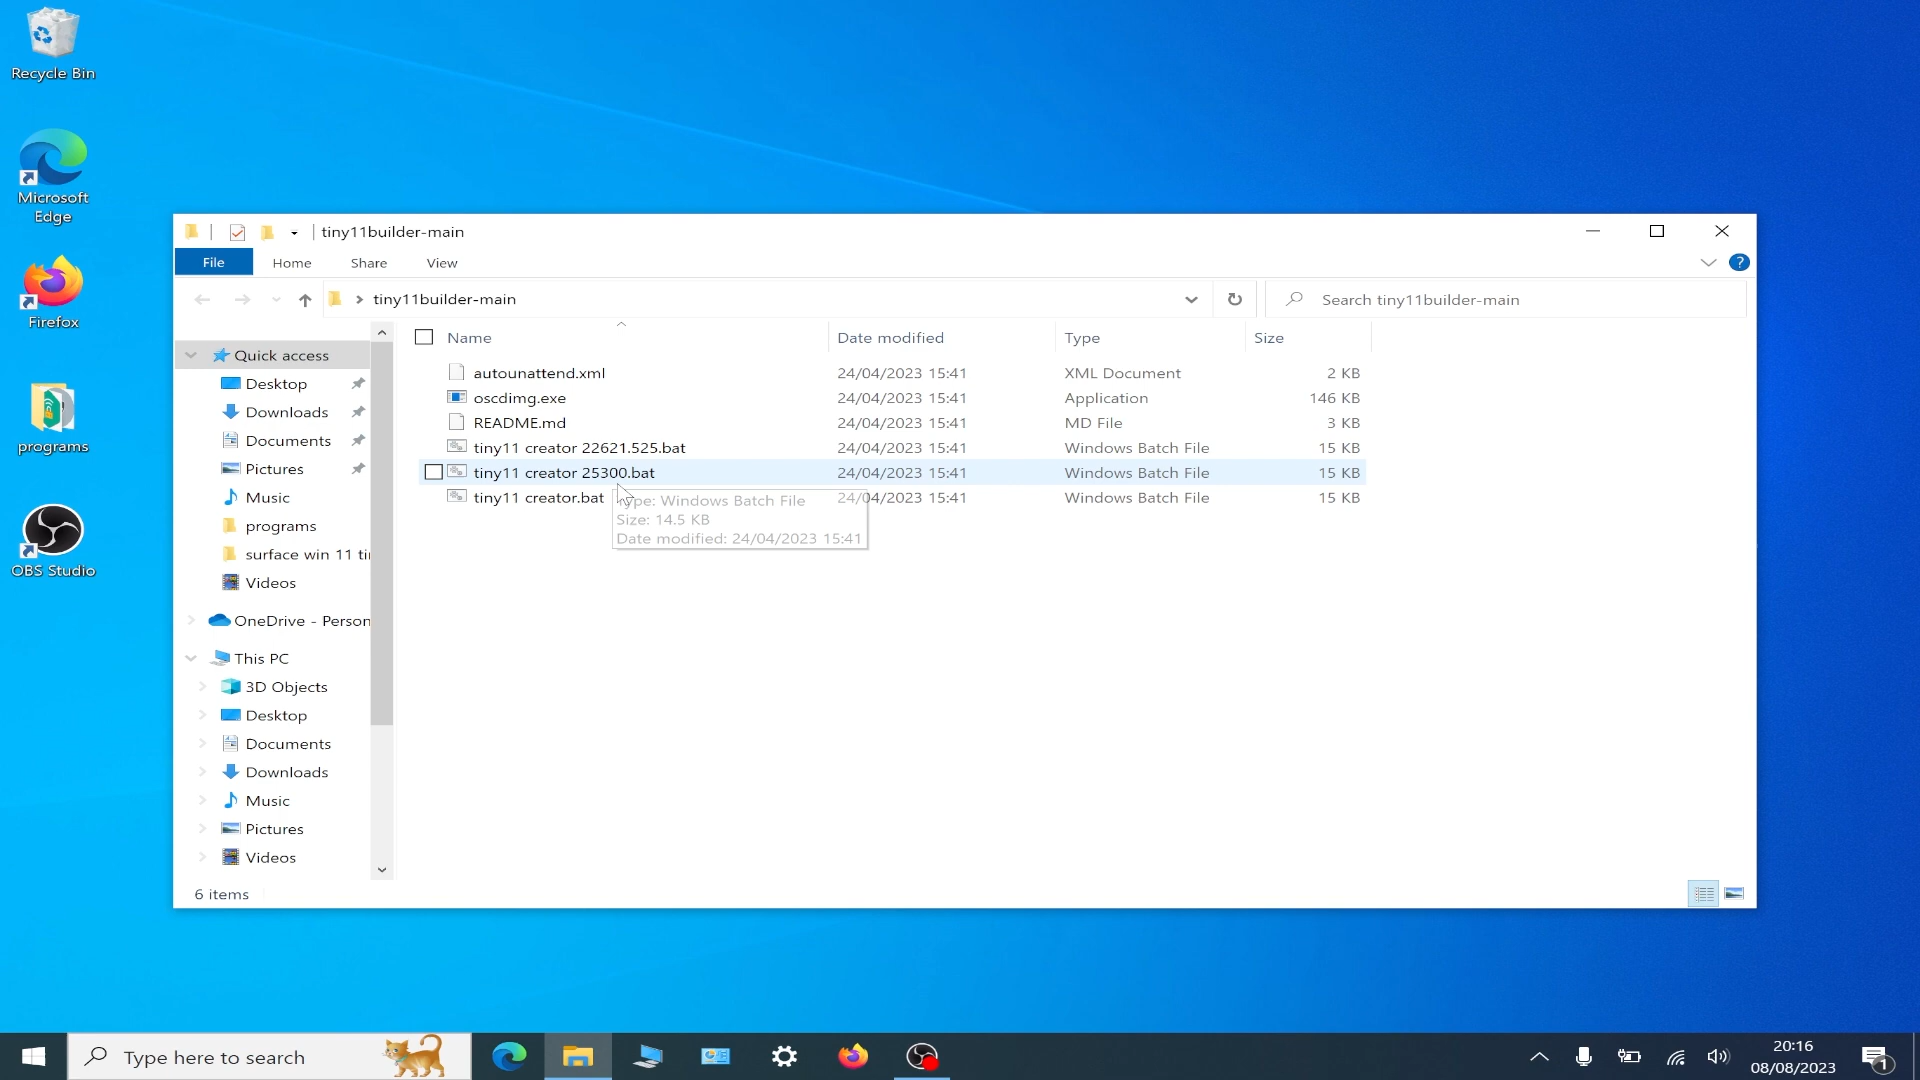 Recycle Bin
Microsoft
Edge
Firefox
programs
OBS Studio
tiny11builder-main
File Home Share View
?
tiny11builder-main
Search tiny11builder-main
Name Date modified Type Size
autounattend.xml 24/04/2023 15:41 XML Document 2 KB
oscdimg.exe 24/04/2023 15:41 Application 146 KB
README.md 24/04/2023 15:41 MD File 3 KB
tiny11 creator 22621.525.bat 24/04/2023 15:41 Windows Batch File 15 KB
tiny11 creator 25300.bat 24/04/2023 15:41 Windows Batch File 15 KB
tiny11 creator.bat 24/04/2023 15:41 Windows Batch File 15 KB
Type: Windows Batch File
Size: 14.5 KB
Date modified: 24/04/2023 15:41
Quick access
Desktop
Downloads
Documents
Pictures
Music
programs
surface win 11 ti
Videos
OneDrive - Person
This PC
3D Objects
Desktop
Documents
Downloads
Music
Pictures
Videos
6 items
Type here to search
20:16
08/08/2023
1